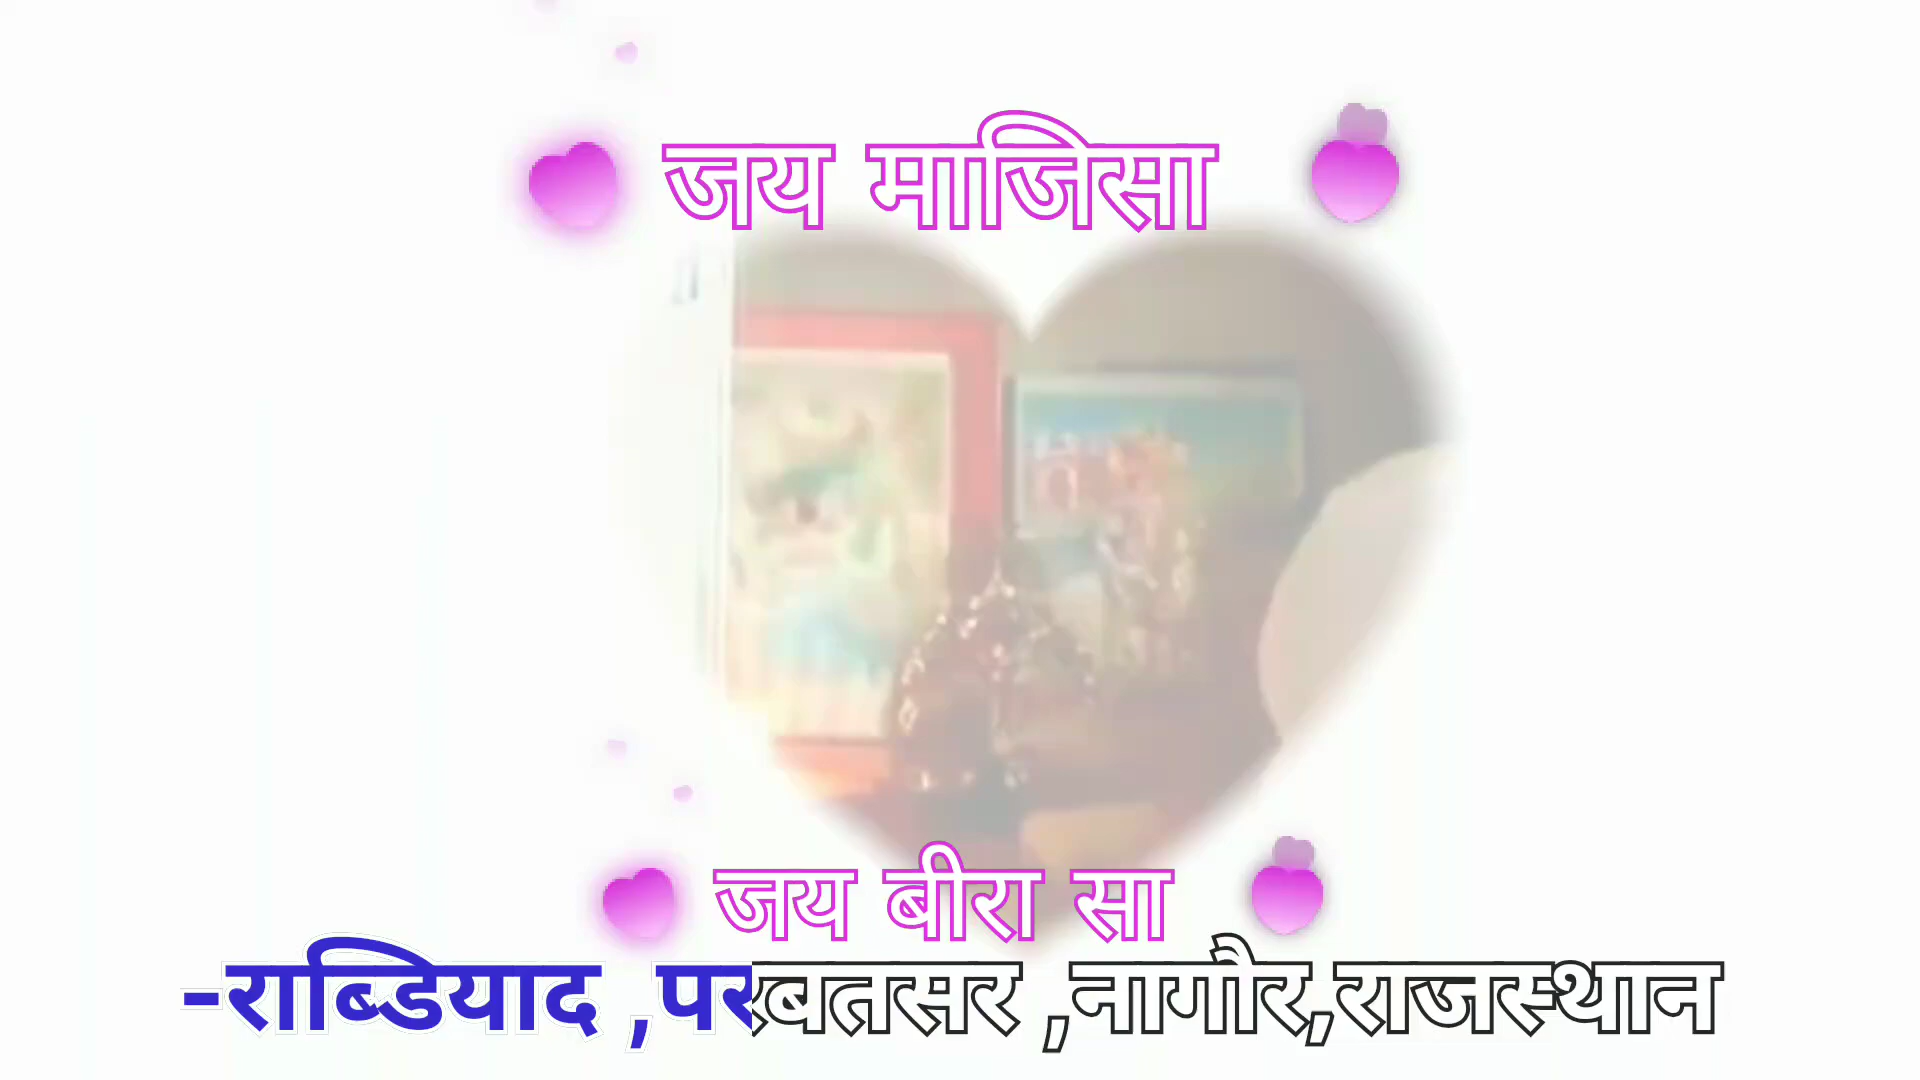 जय माजिसा
जय बीरा सा
-राब्डियाद ,परबतसर ,नागौर,राजस्थान